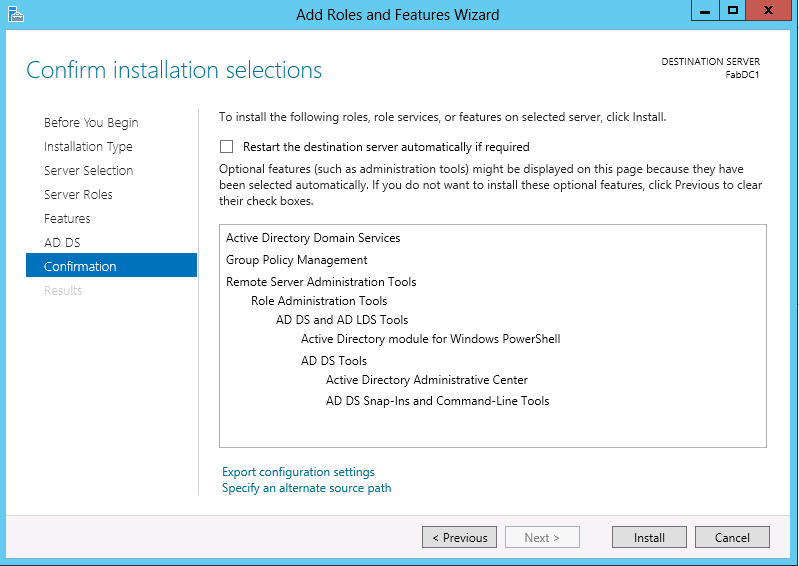 Add Roles and Features Wizard
Confirm installation selections
DESTINATION SERVER
FabDC1
Before You Begin
Installation Type
Server Selection
Server Roles
Features
AD DS
Confirmation
Results
To install the following roles, role services, or features on selected server, click Install.
Restart the destination server automatically if required
Optional features (such as administration tools) might be displayed on this page because they have
been selected automatically. If you do not want to install these optional features, click Previous to clear
their check boxes.
Active Directory Domain Services
Group Policy Management
Remote Server Administration Tools
Role Administration Tools
AD DS and AD LDS Tools
Active Directory module for Windows PowerShell
AD DS Tools
Active Directory Administrative Center
AD DS Snap-Ins and Command-Line Tools
Export configuration settings
Specify an alternate source path
< Previous
Next >
Install
Cancel